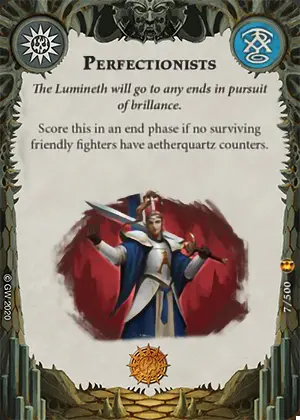 PERFECTIONISTS
The Lumineth will go to any ends in pursuit
of brillance.
Score this in an end phase if no surviving
friendly fighters have aetherquartz counters.
© GW 2020
7/500